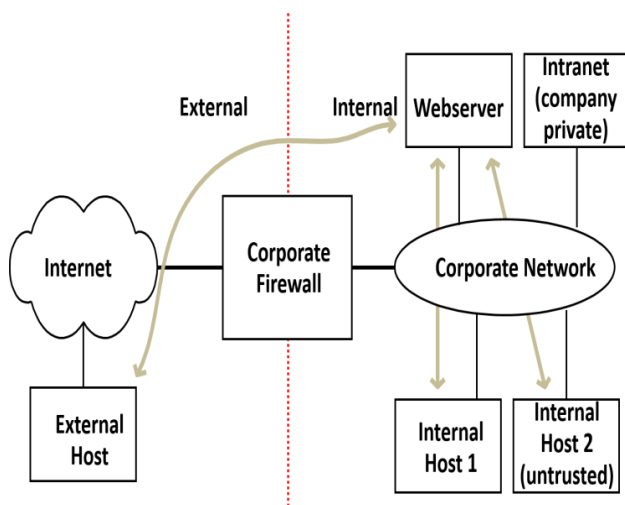 External
Internal
Webserver
Intranet
(company
private)
Internet
Corporate
Firewall
Corporate Network
External
Host
Internal
Host 1
Internal
Host 2
(untrusted)